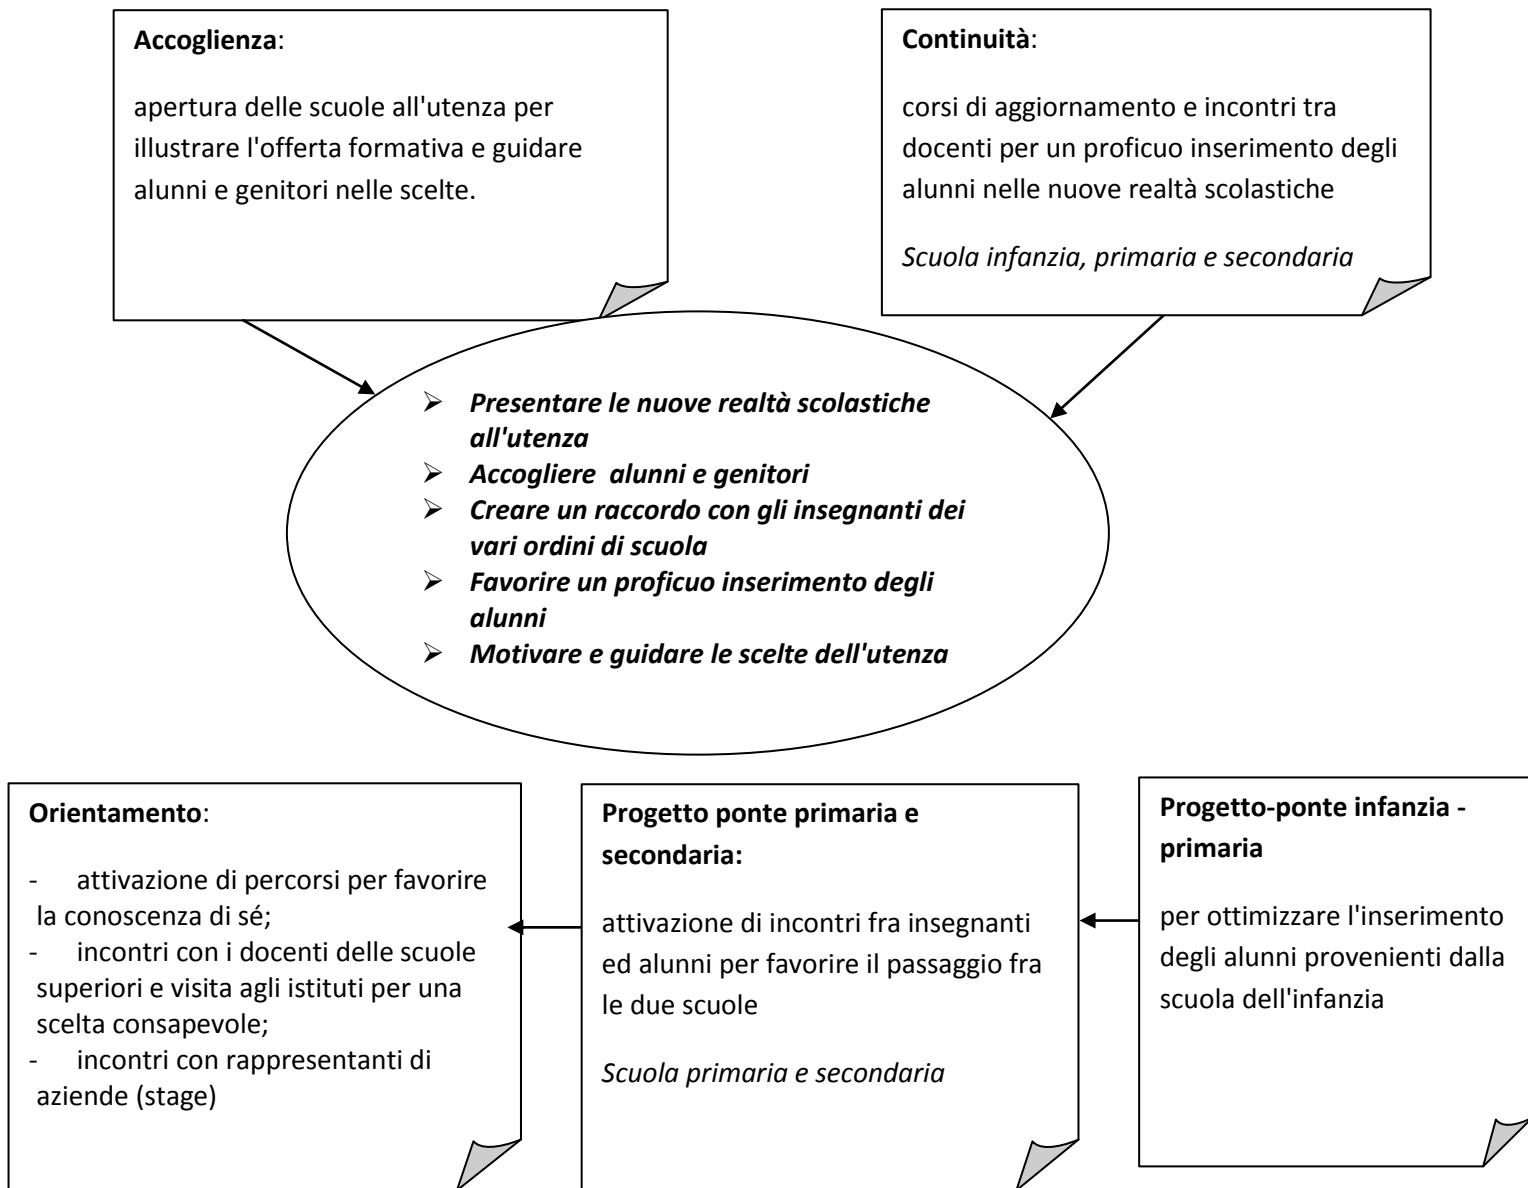 Accoglienza:
apertura delle scuole all'utenza per
illustrare l'offerta formativa e guidare
alunni e genitori nelle scelte.
Continuità:
corsi di aggiornamento e incontri tra
docenti per un proficuo inserimento degli
alunni nelle nuove realtà scolastiche
Scuola infanzia, primaria e secondaria
➢ Presentare le nuove realtà scolastiche
all'utenza
➢ Accogliere alunni e genitori
➢ Creare un raccordo con gli insegnanti dei
vari ordini di scuola
➢ Favorire un proficuo inserimento degli
alunni
➢ Motivare e guidare le scelte dell'utenza
Orientamento:
- attivazione di percorsi per favorire
la conoscenza di sé;
- incontri con i docenti delle scuole
superiori e visita agli istituti per una
scelta consapevole;
- incontri con rappresentanti di
aziende (stage)
Progetto ponte primaria e
secondaria:
attivazione di incontri fra insegnanti
ed alunni per favorire il passaggio fra
le due scuole
Scuola primaria e secondaria
Progetto-ponte infanzia -
primaria
per ottimizzare l'inserimento
degli alunni provenienti dalla
scuola dell'infanzia